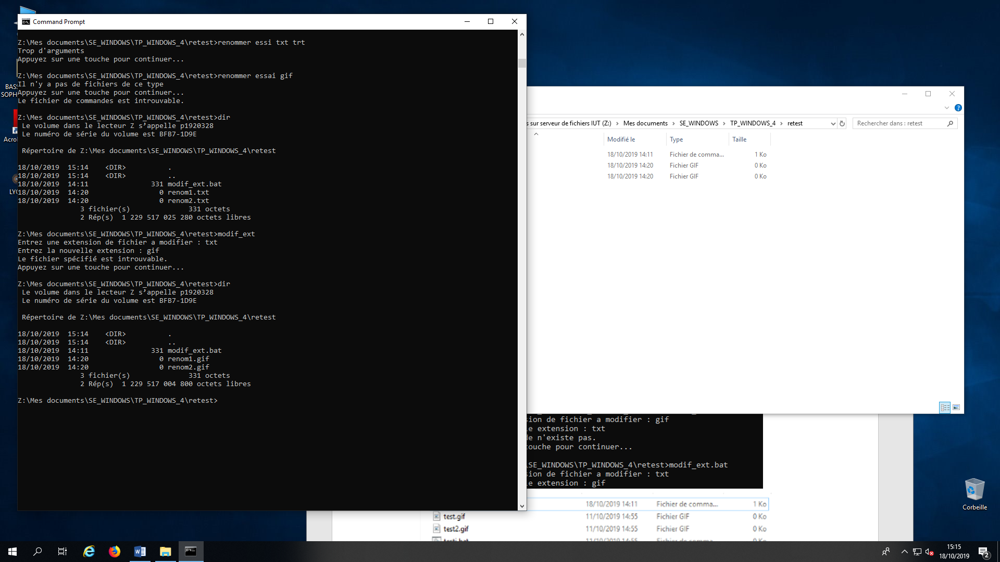 Command Prompt
Z:\Mes documents\SE_WINDOWS\TP_WINDOWS_4\retest>renommer essi txt trt
Trop d'arguments
Appuyez sur une touche pour continuer...
Z:\Mes documents\SE_WINDOWS\TP_WINDOWS_4\retest>renommer essai gif
Il n'y a pas de fichiers de ce type
Appuyez sur une touche pour continuer...
Le fichier de commandes est introuvable.
Z:\Mes documents\SE_WINDOWS\TP_WINDOWS_4\retest>dir
Le volume dans le lecteur Z s’appelle p1920328
Le numéro de série du volume est BFB7-1D9E
Répertoire de Z:\Mes documents\SE_WINDOWS\TP_WINDOWS_4\retest
18/10/2019  15:14    <DIR>          .
18/10/2019  15:14    <DIR>          ..
18/10/2019  14:11               331 modif_ext.bat
18/10/2019  14:20                 0 renom1.txt
18/10/2019  14:20                 0 renom2.txt
3 fichier(s)              331 octets
2 Rép(s)  1 229 517 025 280 octets libres
Z:\Mes documents\SE_WINDOWS\TP_WINDOWS_4\retest>modif_ext
Entrez une extension de fichier a modifier : txt
Entrez la nouvelle extension : gif
Le fichier spécifié est introuvable.
Appuyez sur une touche pour continuer...
Z:\Mes documents\SE_WINDOWS\TP_WINDOWS_4\retest>dir
Le volume dans le lecteur Z s’appelle p1920328
Le numéro de série du volume est BFB7-1D9E
Répertoire de Z:\Mes documents\SE_WINDOWS\TP_WINDOWS_4\retest
18/10/2019  15:14    <DIR>          .
18/10/2019  15:14    <DIR>          ..
18/10/2019  14:11               331 modif_ext.bat
18/10/2019  14:20                 0 renom1.gif
18/10/2019  14:20                 0 renom2.gif
3 fichier(s)              331 octets
2 Rép(s)  1 229 517 004 800 octets libres
Z:\Mes documents\SE_WINDOWS\TP_WINDOWS_4\retest>
BAS
SOPH
Acro
LYC
s sur serveur de fichiers IUT (Z:) > Mes documents > SE_WINDOWS > TP_WINDOWS_4 > retest
Rechercher dans : retest
Modifié le Type Taille
18/10/2019 14:11 Fichier de comma... 1 Ko
18/10/2019 14:20 Fichier GIF 0 Ko
18/10/2019 14:20 Fichier GIF 0 Ko
sion de fichier a modifier : gif
le extension : txt
de n'existe pas.
touche pour continuer...
\SE_WINDOWS\TP_WINDOWS_4\retest>modif_ext.bat
sion de fichier a modifier : txt
le extension : gif
18/10/2019 14:11 Fichier de comma... 1 Ko
test.gif 11/10/2019 14:55 Fichier GIF 0 Ko
test2.gif 11/10/2019 14:55 Fichier GIF 0 Ko
Corbeille
15:15
18/10/2019
2